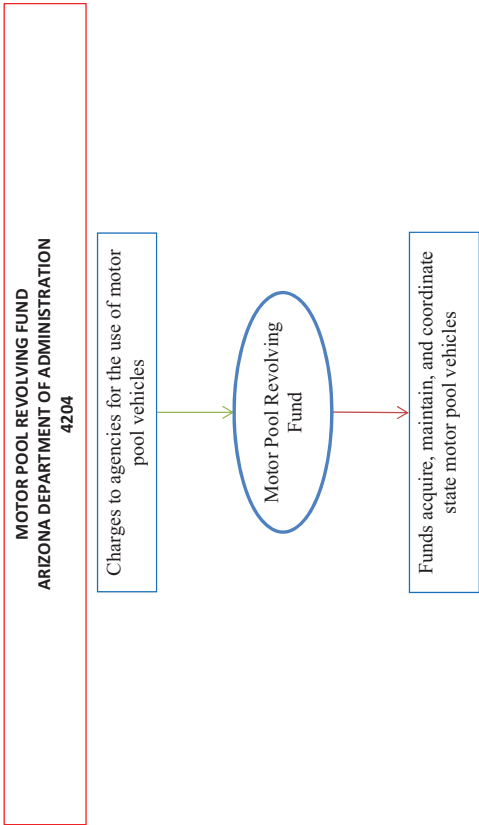 MOTOR POOL REVOLVING FUND
ARIZONA DEPARTMENT OF ADMINISTRATION
4204
Charges to agencies for the use of motor
pool vehicles
Motor Pool Revolving
Fund
Funds acquire, maintain, and coordinate
state motor pool vehicles